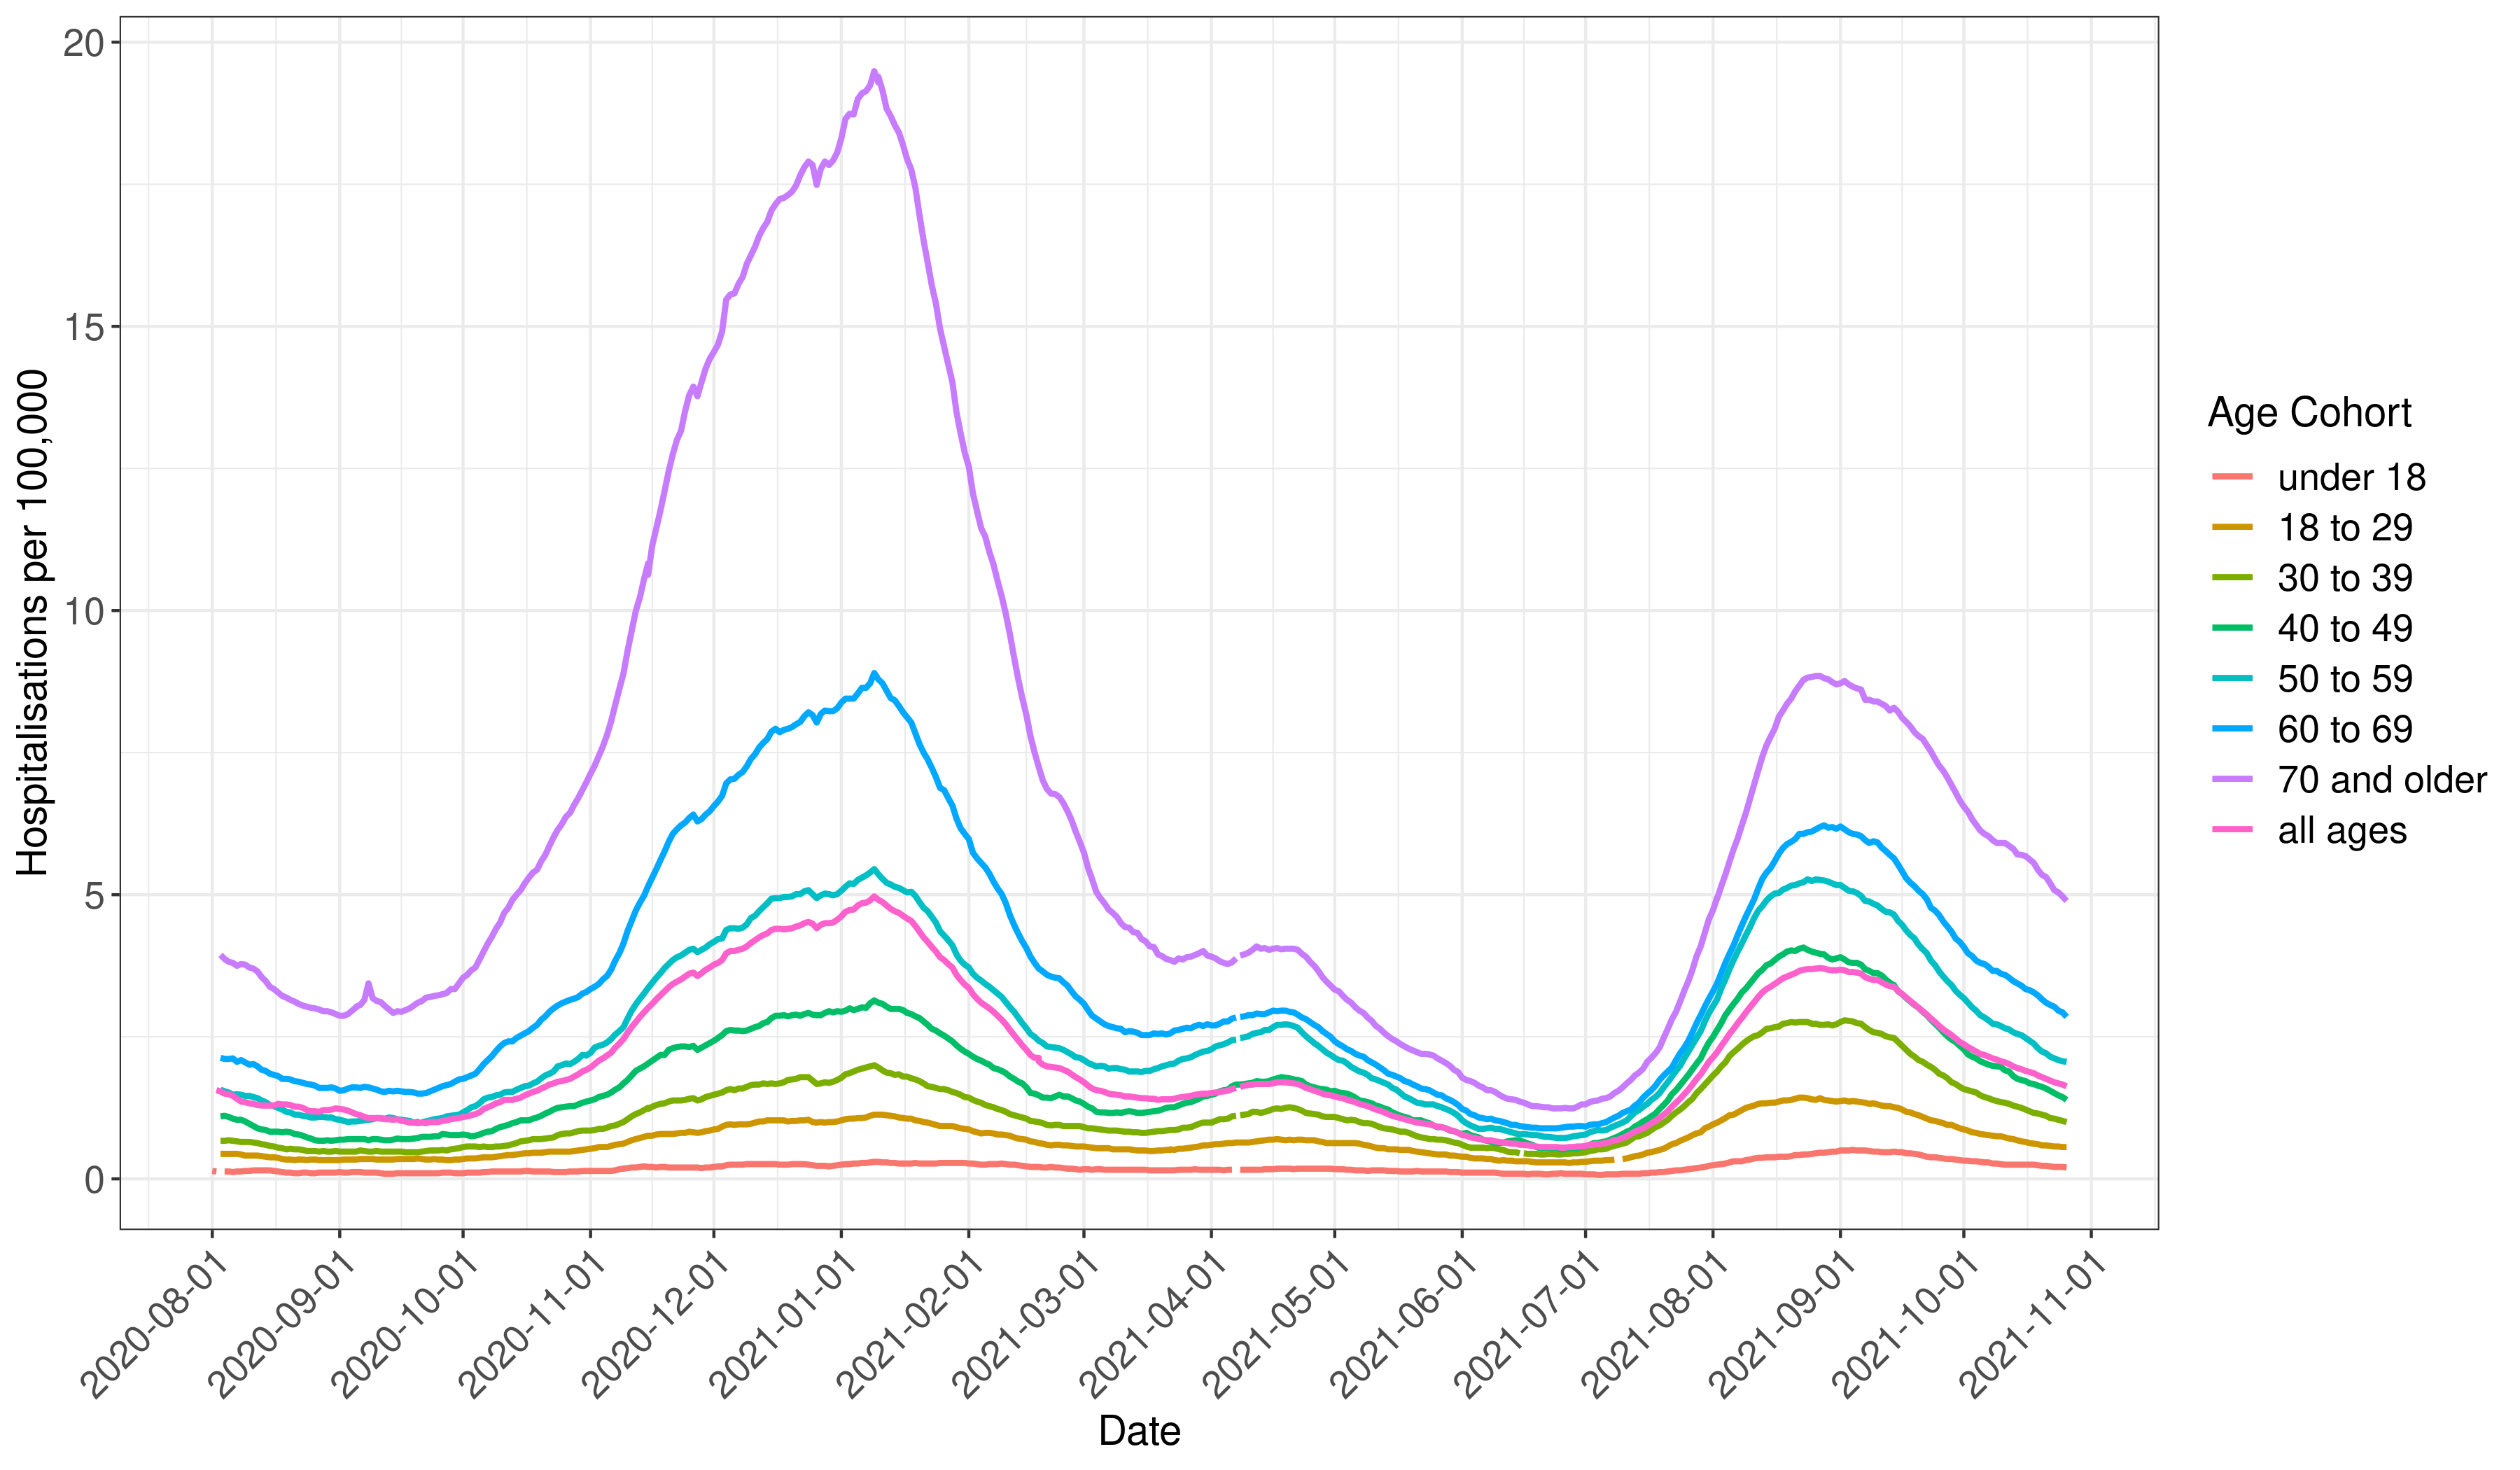 20
15
10
5
0
Hospitalisations per 100,000
2020-08-01
2020-09-01
2020-10-01
2020-11-01
2020-12-01
2021-01-01
2021-02-01
2021-03-01
2021-04-01
2021-05-01
2021-06-01
2021-07-01
2021-08-01
2021-09-01
2021-10-01
2021-11-01
Date
Age Cohort
under 18
18 to 29
30 to 39
40 to 49
50 to 59
60 to 69
70 and older
all ages